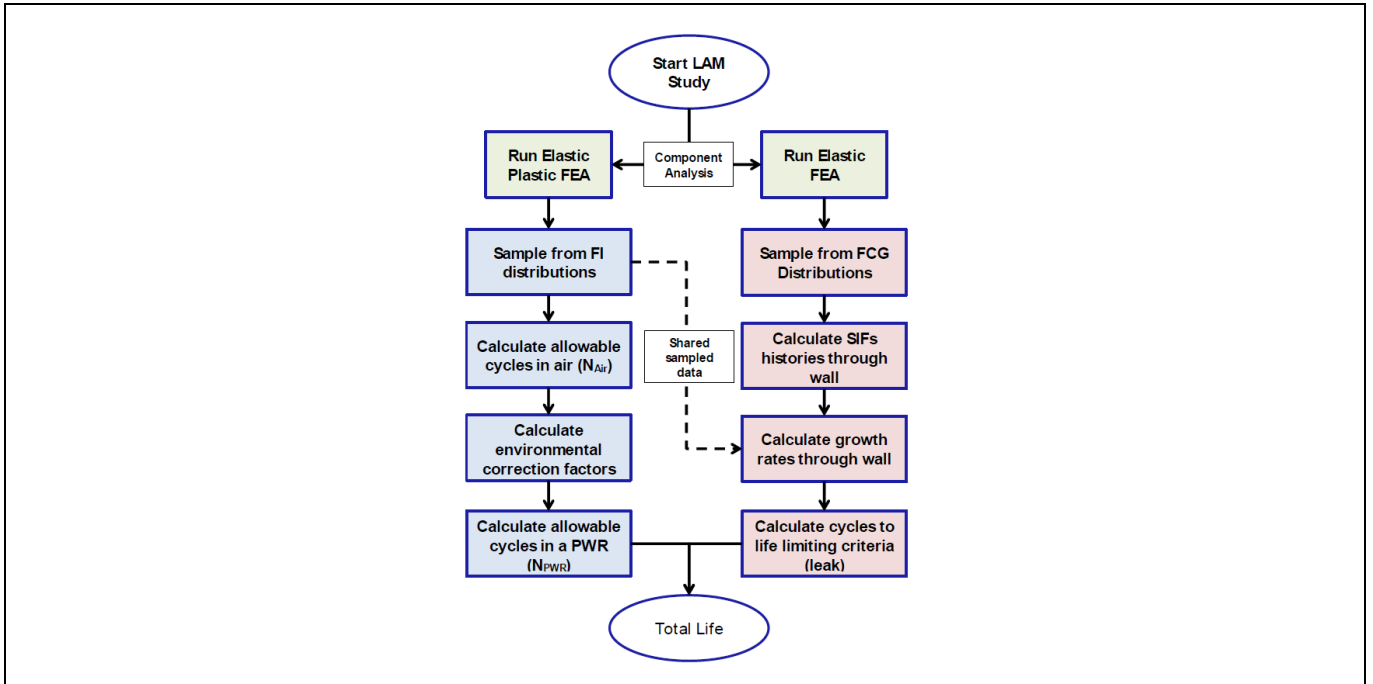 Start LAM
Study
Run Elastic
Plastic FEA
Component
Analysis
Run Elastic
FEA
Sample from FI
distributions
Sample from FCG
Distributions
Calculate allowable
cycles in air (NAir)
Shared
sampled
data
Calculate SIFs
histories through
wall
Calculate
environmental
correction factors
Calculate growth
rates through wall
Calculate allowable
cycles in a PWR
(NPWR)
Calculate cycles to
life limiting criteria
(leak)
Total Life